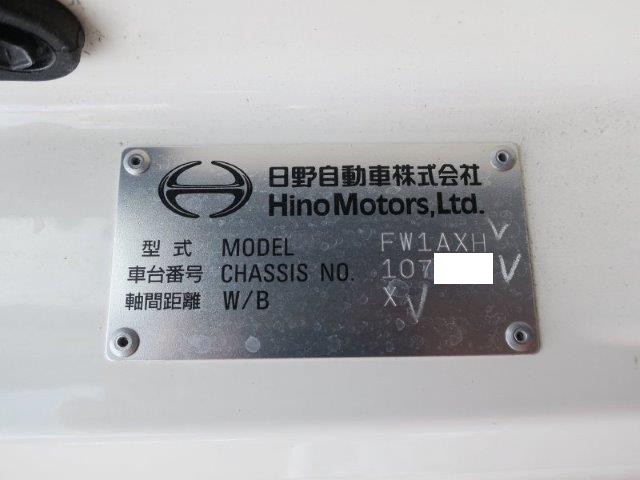 日野自動車株式会社
Hino Motors, Ltd.
型式 MODEL FW1AXH
車台番号 CHASSIS NO. 107
軸間距離 W/B X